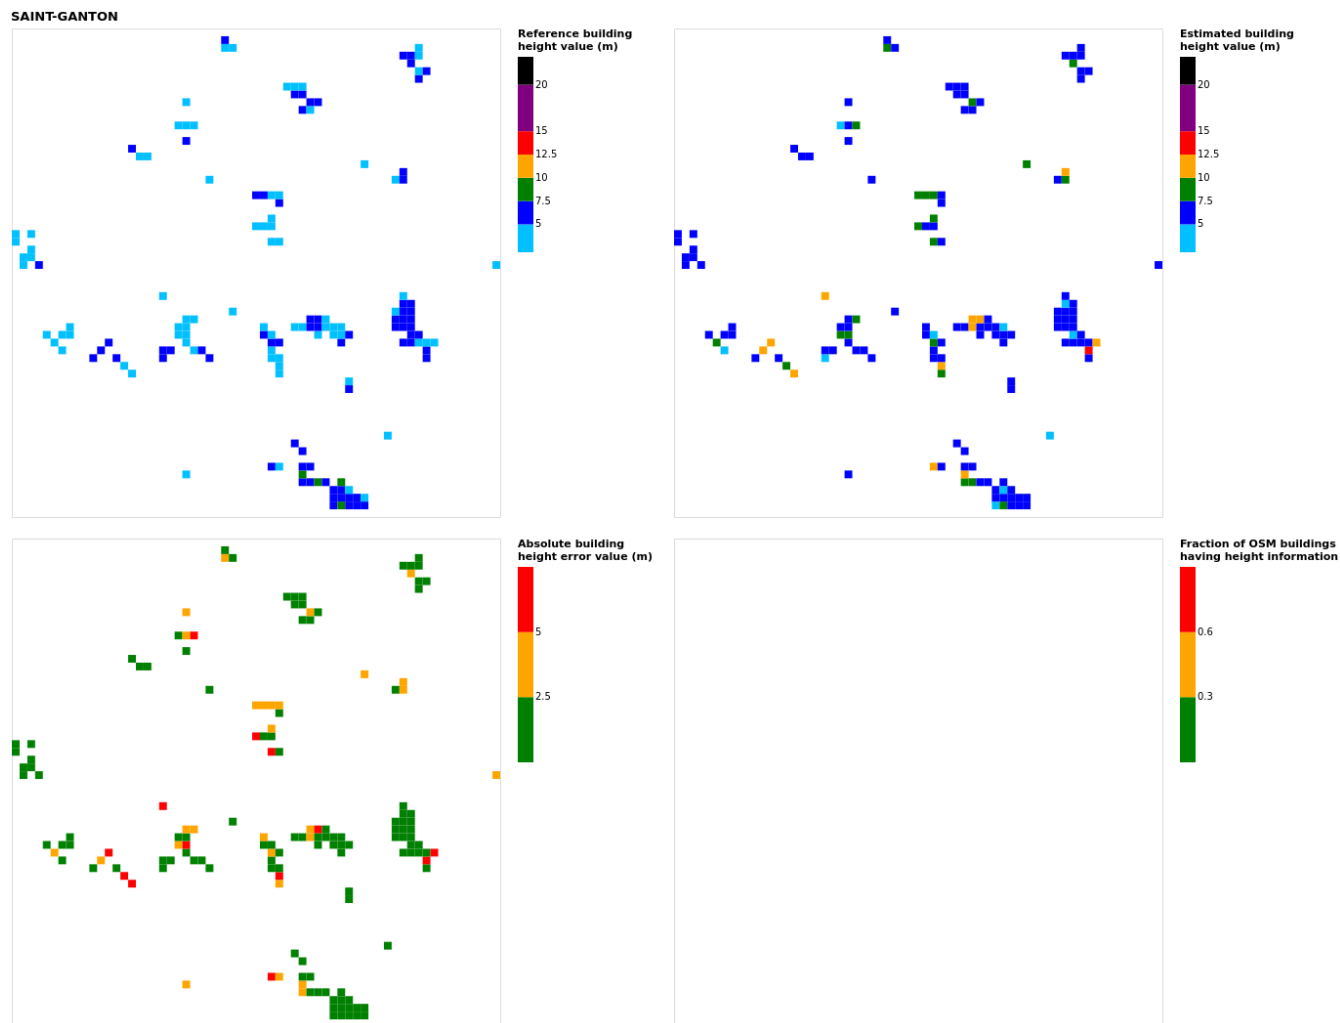 SAINT-GANTON
Reference building
height value (m)
20
15
12.5
10
7.5
5
Estimated building
height value (m)
20
15
12.5
10
7.5
5
Absolute building
height error value (m)
5
2.5
Fraction of OSM buildings
having height information
0.6
0.3